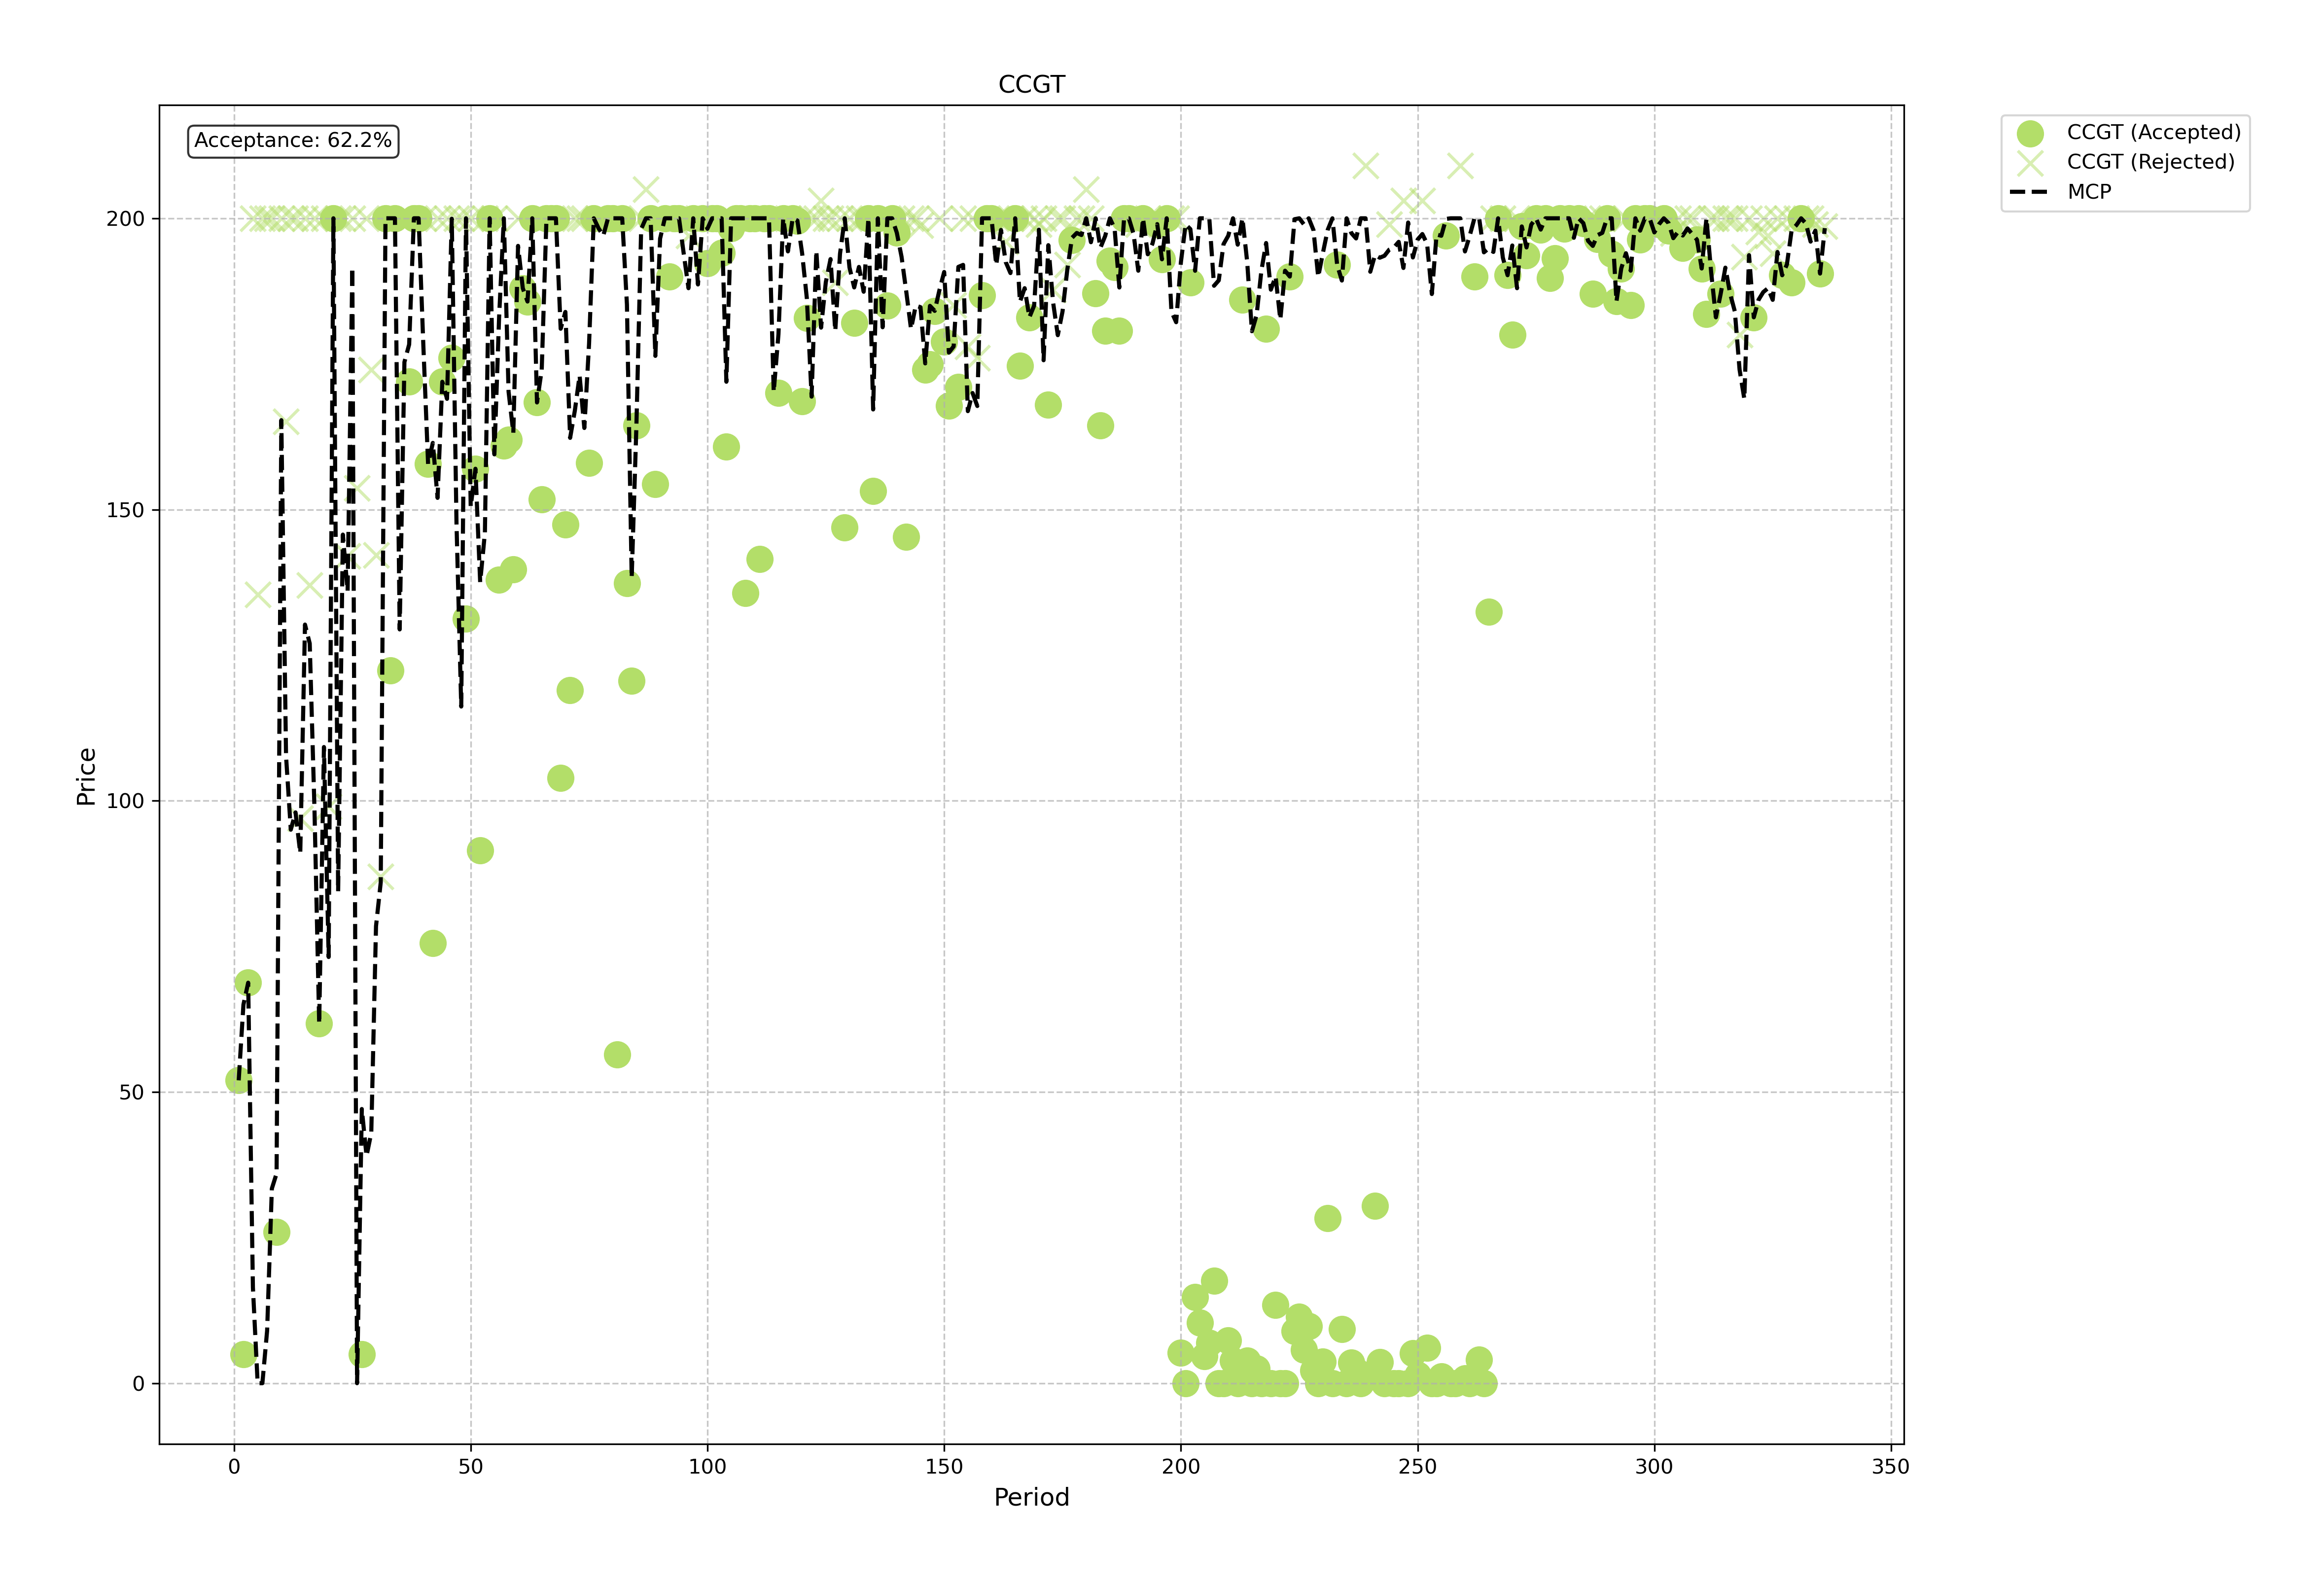 CCGT
Acceptance: 62.2%
CCGT (Accepted)
CCGT (Rejected)
MCP
Price
200
150
100
50
0
0 50 100 150 200 250 300 350
Period